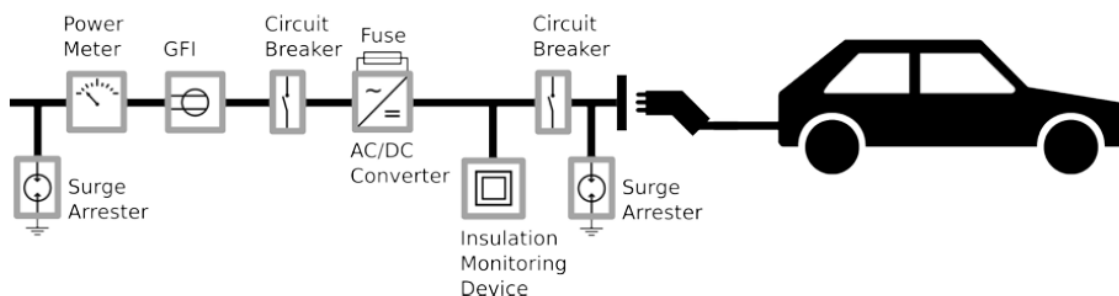 Power
Meter
GFI
Circuit
Breaker
Fuse
Circuit
Breaker
AC/DC
Converter
Surge
Arrester
Insulation
Monitoring
Device
Surge
Arrester